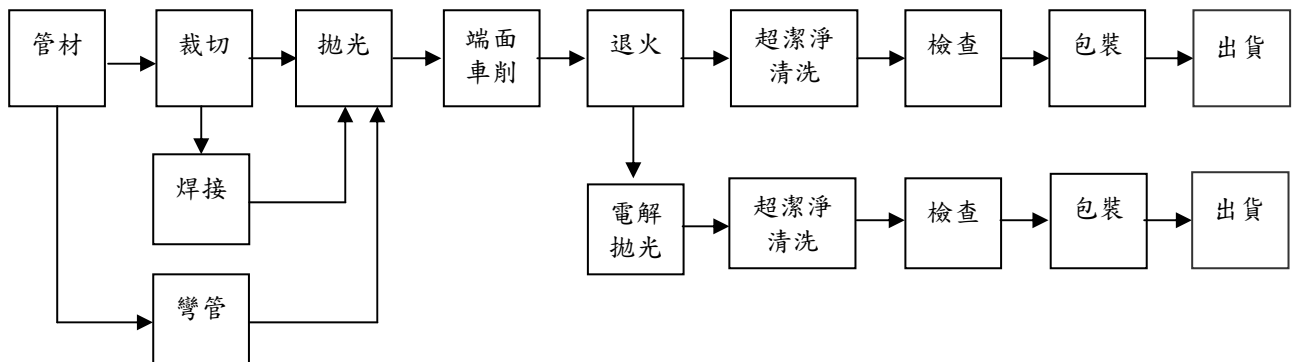 管材
裁切
拋光
端面
車削
退火
超潔淨
清洗
檢查
包裝
出貨
焊接
電解
拋光
超潔淨
清洗
檢查
包裝
出貨
彎管